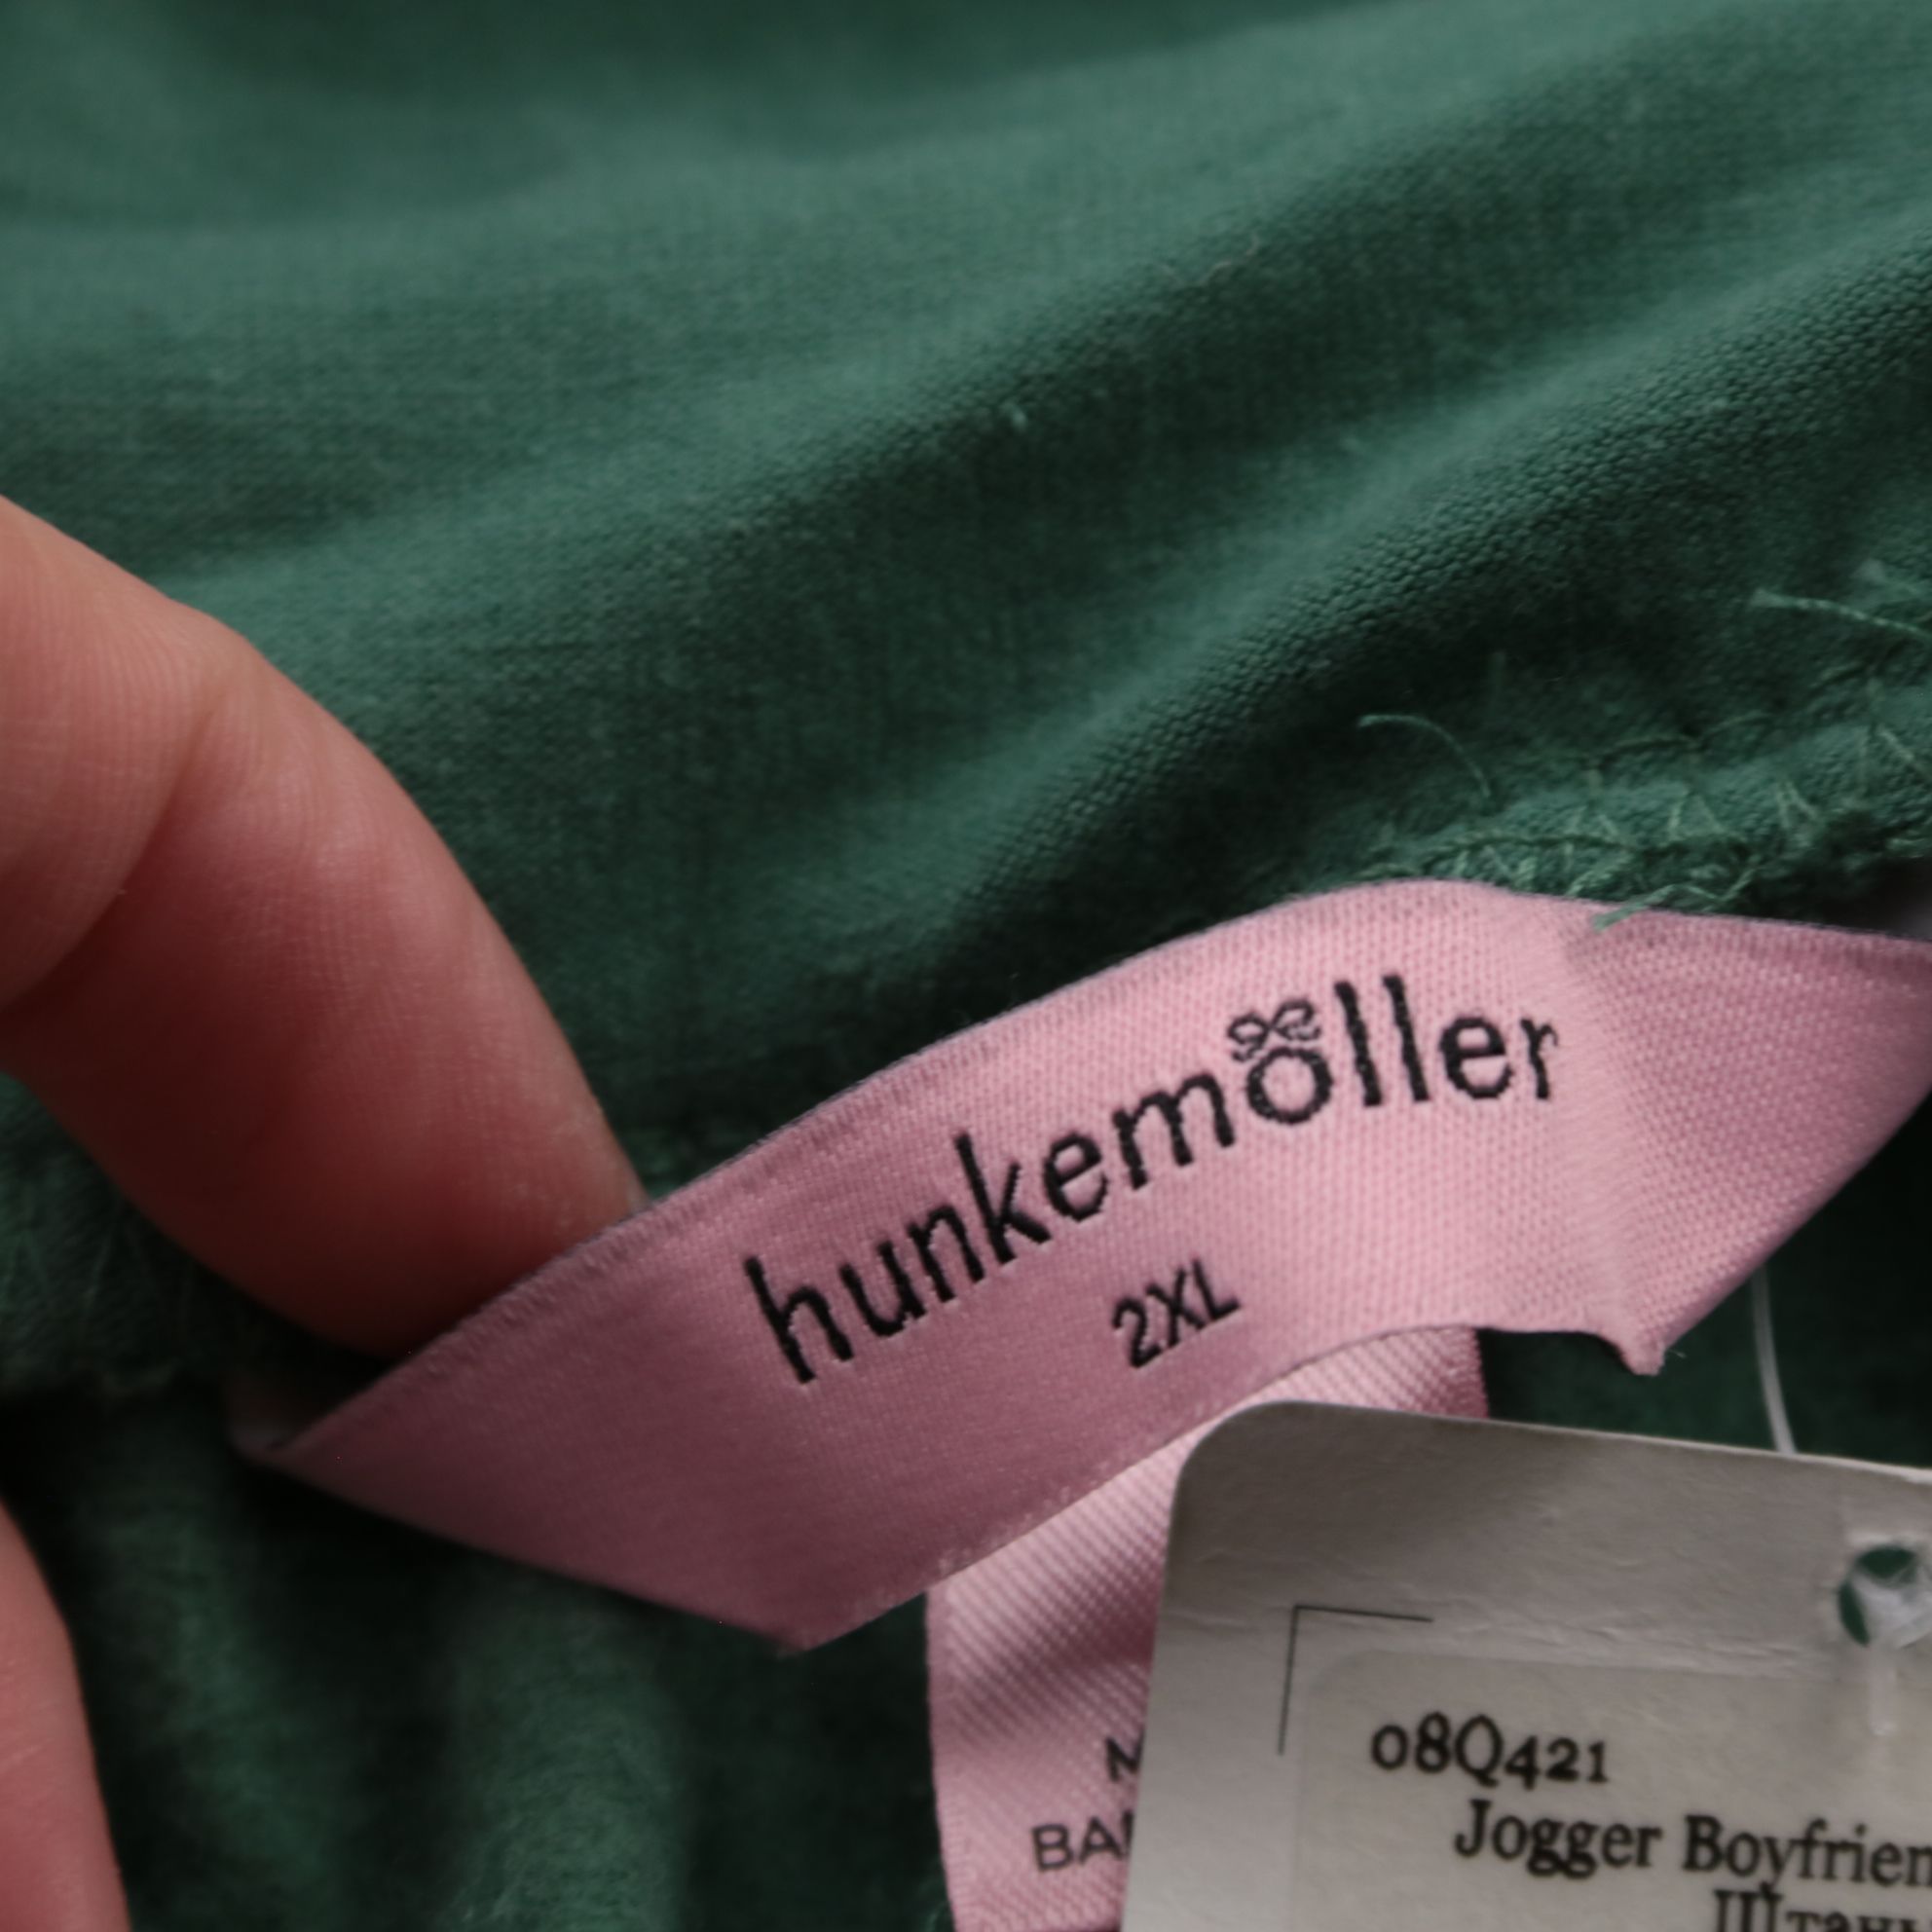 hunkemöller
2XL
08Q421
Jogger Boyfrien